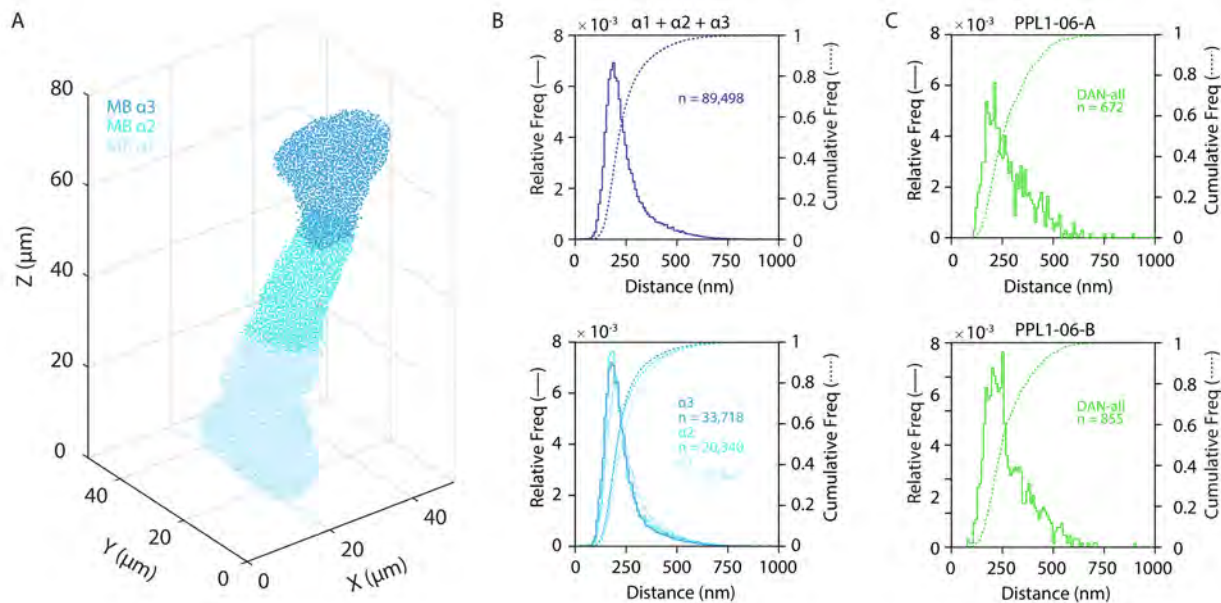 A
80
60
40
20
0
Z (μm)
MB α3
MB α2
40
20
0
Y (μm)
0
20
40
X (μm)
B
× 10⁻³
α1 + α2 + α3
8
6
4
2
0
Relative Freq (—)
n = 89,498
1
0.8
0.6
0.4
0.2
0
Cumulative Freq (.....)
0 250 500 750 1000
Distance (nm)
× 10⁻³
8
6
4
2
0
Relative Freq (—)
α3
n = 33,718
α2
n = 20,340
1
0.8
0.6
0.4
0.2
0
Cumulative Freq (.....)
0 250 500 750 1000
Distance (nm)
C
× 10⁻³
PPL1-06-A
8
6
4
2
0
Relative Freq (—)
DAN-all
n = 672
1
0.8
0.6
0.4
0.2
0
Cumulative Freq (.....)
0 250 500 750 1000
Distance (nm)
× 10⁻³
PPL1-06-B
8
6
4
2
2
0
Relative Freq (—)
DAN-all
n = 855
1
0.8
0.6
0.4
0.2
0
Cumulative Freq (.....)
0 250 500 750 1000
Distance (nm)